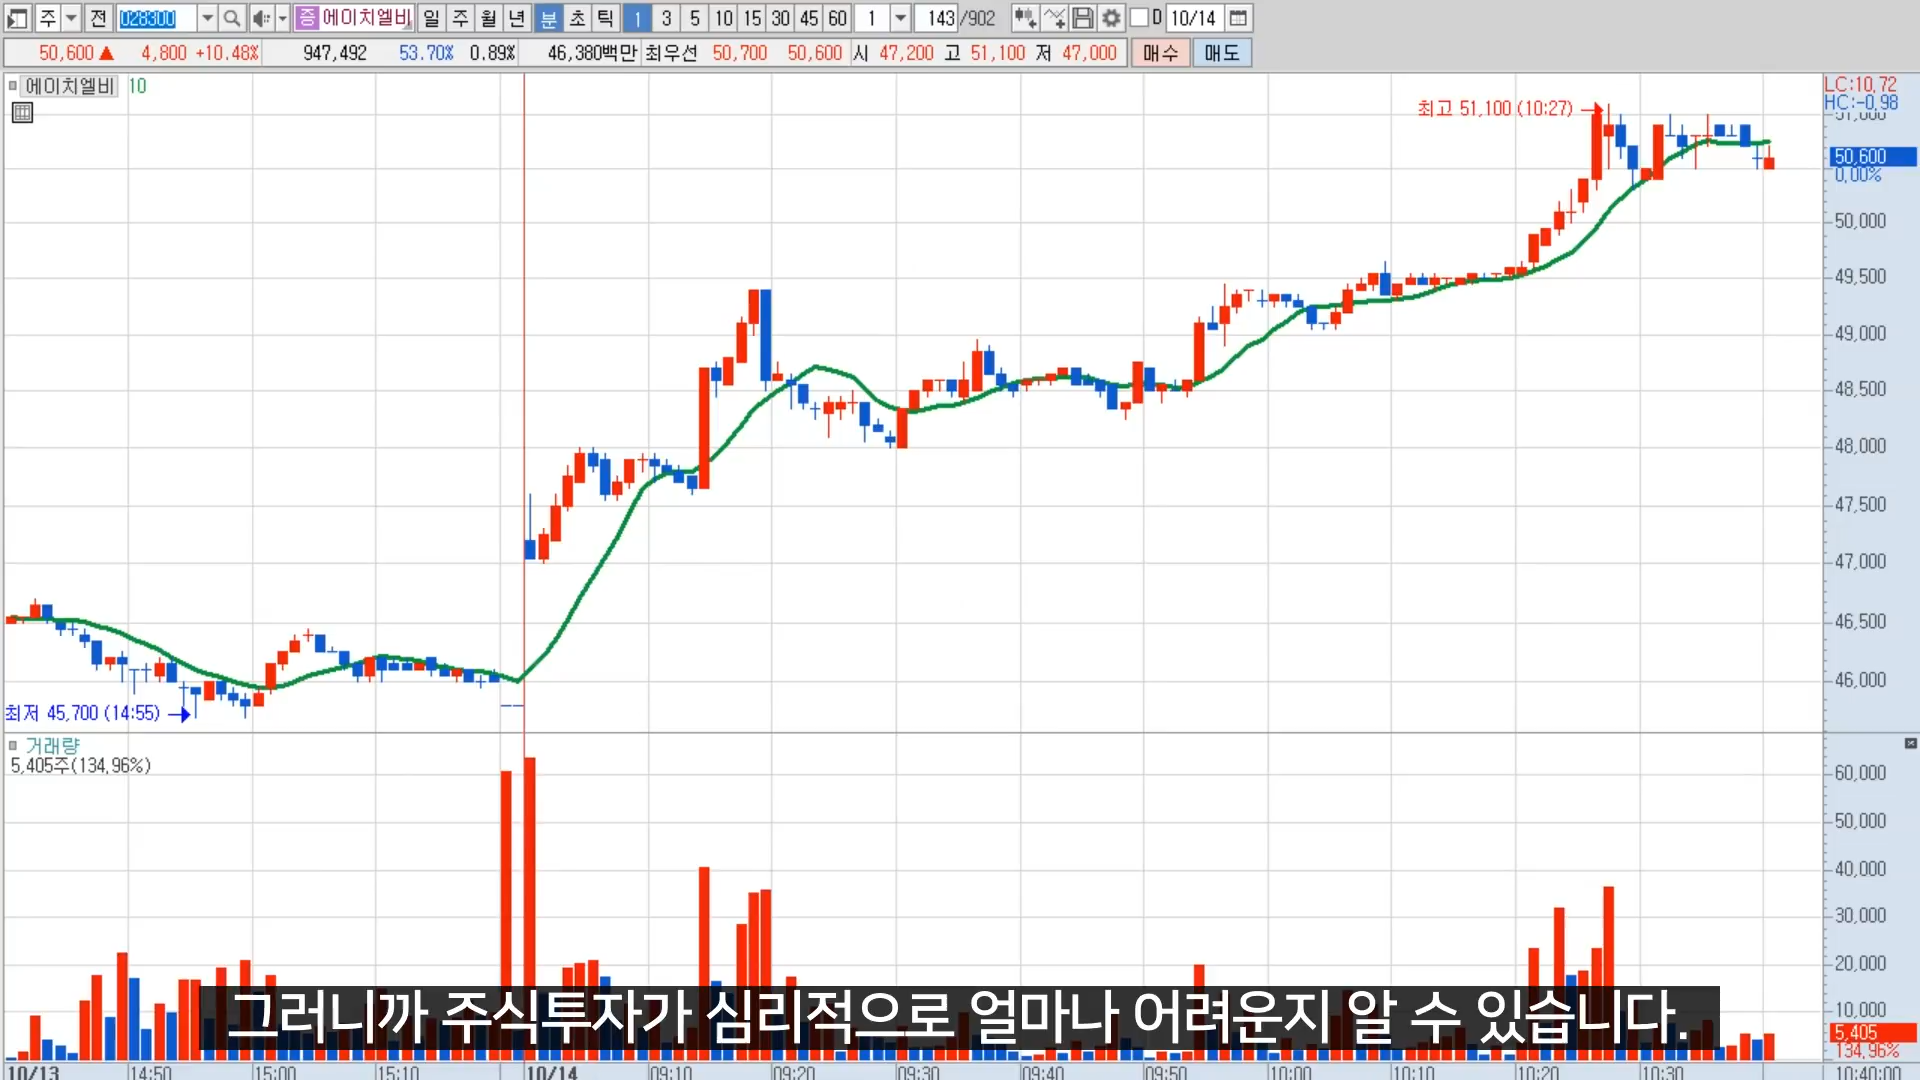 주 전 028300 증 에이치엘비 일 주 월 년 분 초 틱 1 3 5 10 15 30 45 60 1 143 /902 D 10/14
50,600 ▲ 4,800 +10.48% 947,492 53.70% 0.89% 46,380백만 최우선 50,700 50,600 시 47,200 고 51,100 저 47,000 매수 매도
에이치엘비 10
LC:10.72
HC:-0.98
최고 51,100 (10:27)
51,000
50,600
0.00%
50,000
49,500
49,000
48,500
48,000
47,500
47,000
46,500
46,000
최저 45,700 (14:55)
거래량
5,405주(134.96%)
60,000
50,000
40,000
30,000
20,000
10,000
5,405
134.96%
그러니까 주식투자가 심리적으로 얼마나 어려운지 알 수 있습니다.
10/13 14:50 15:00 15:10 10/14 09:10 09:20 09:30 09:40 09:50 10:00 10:10 10:20 10:30 10:40:00